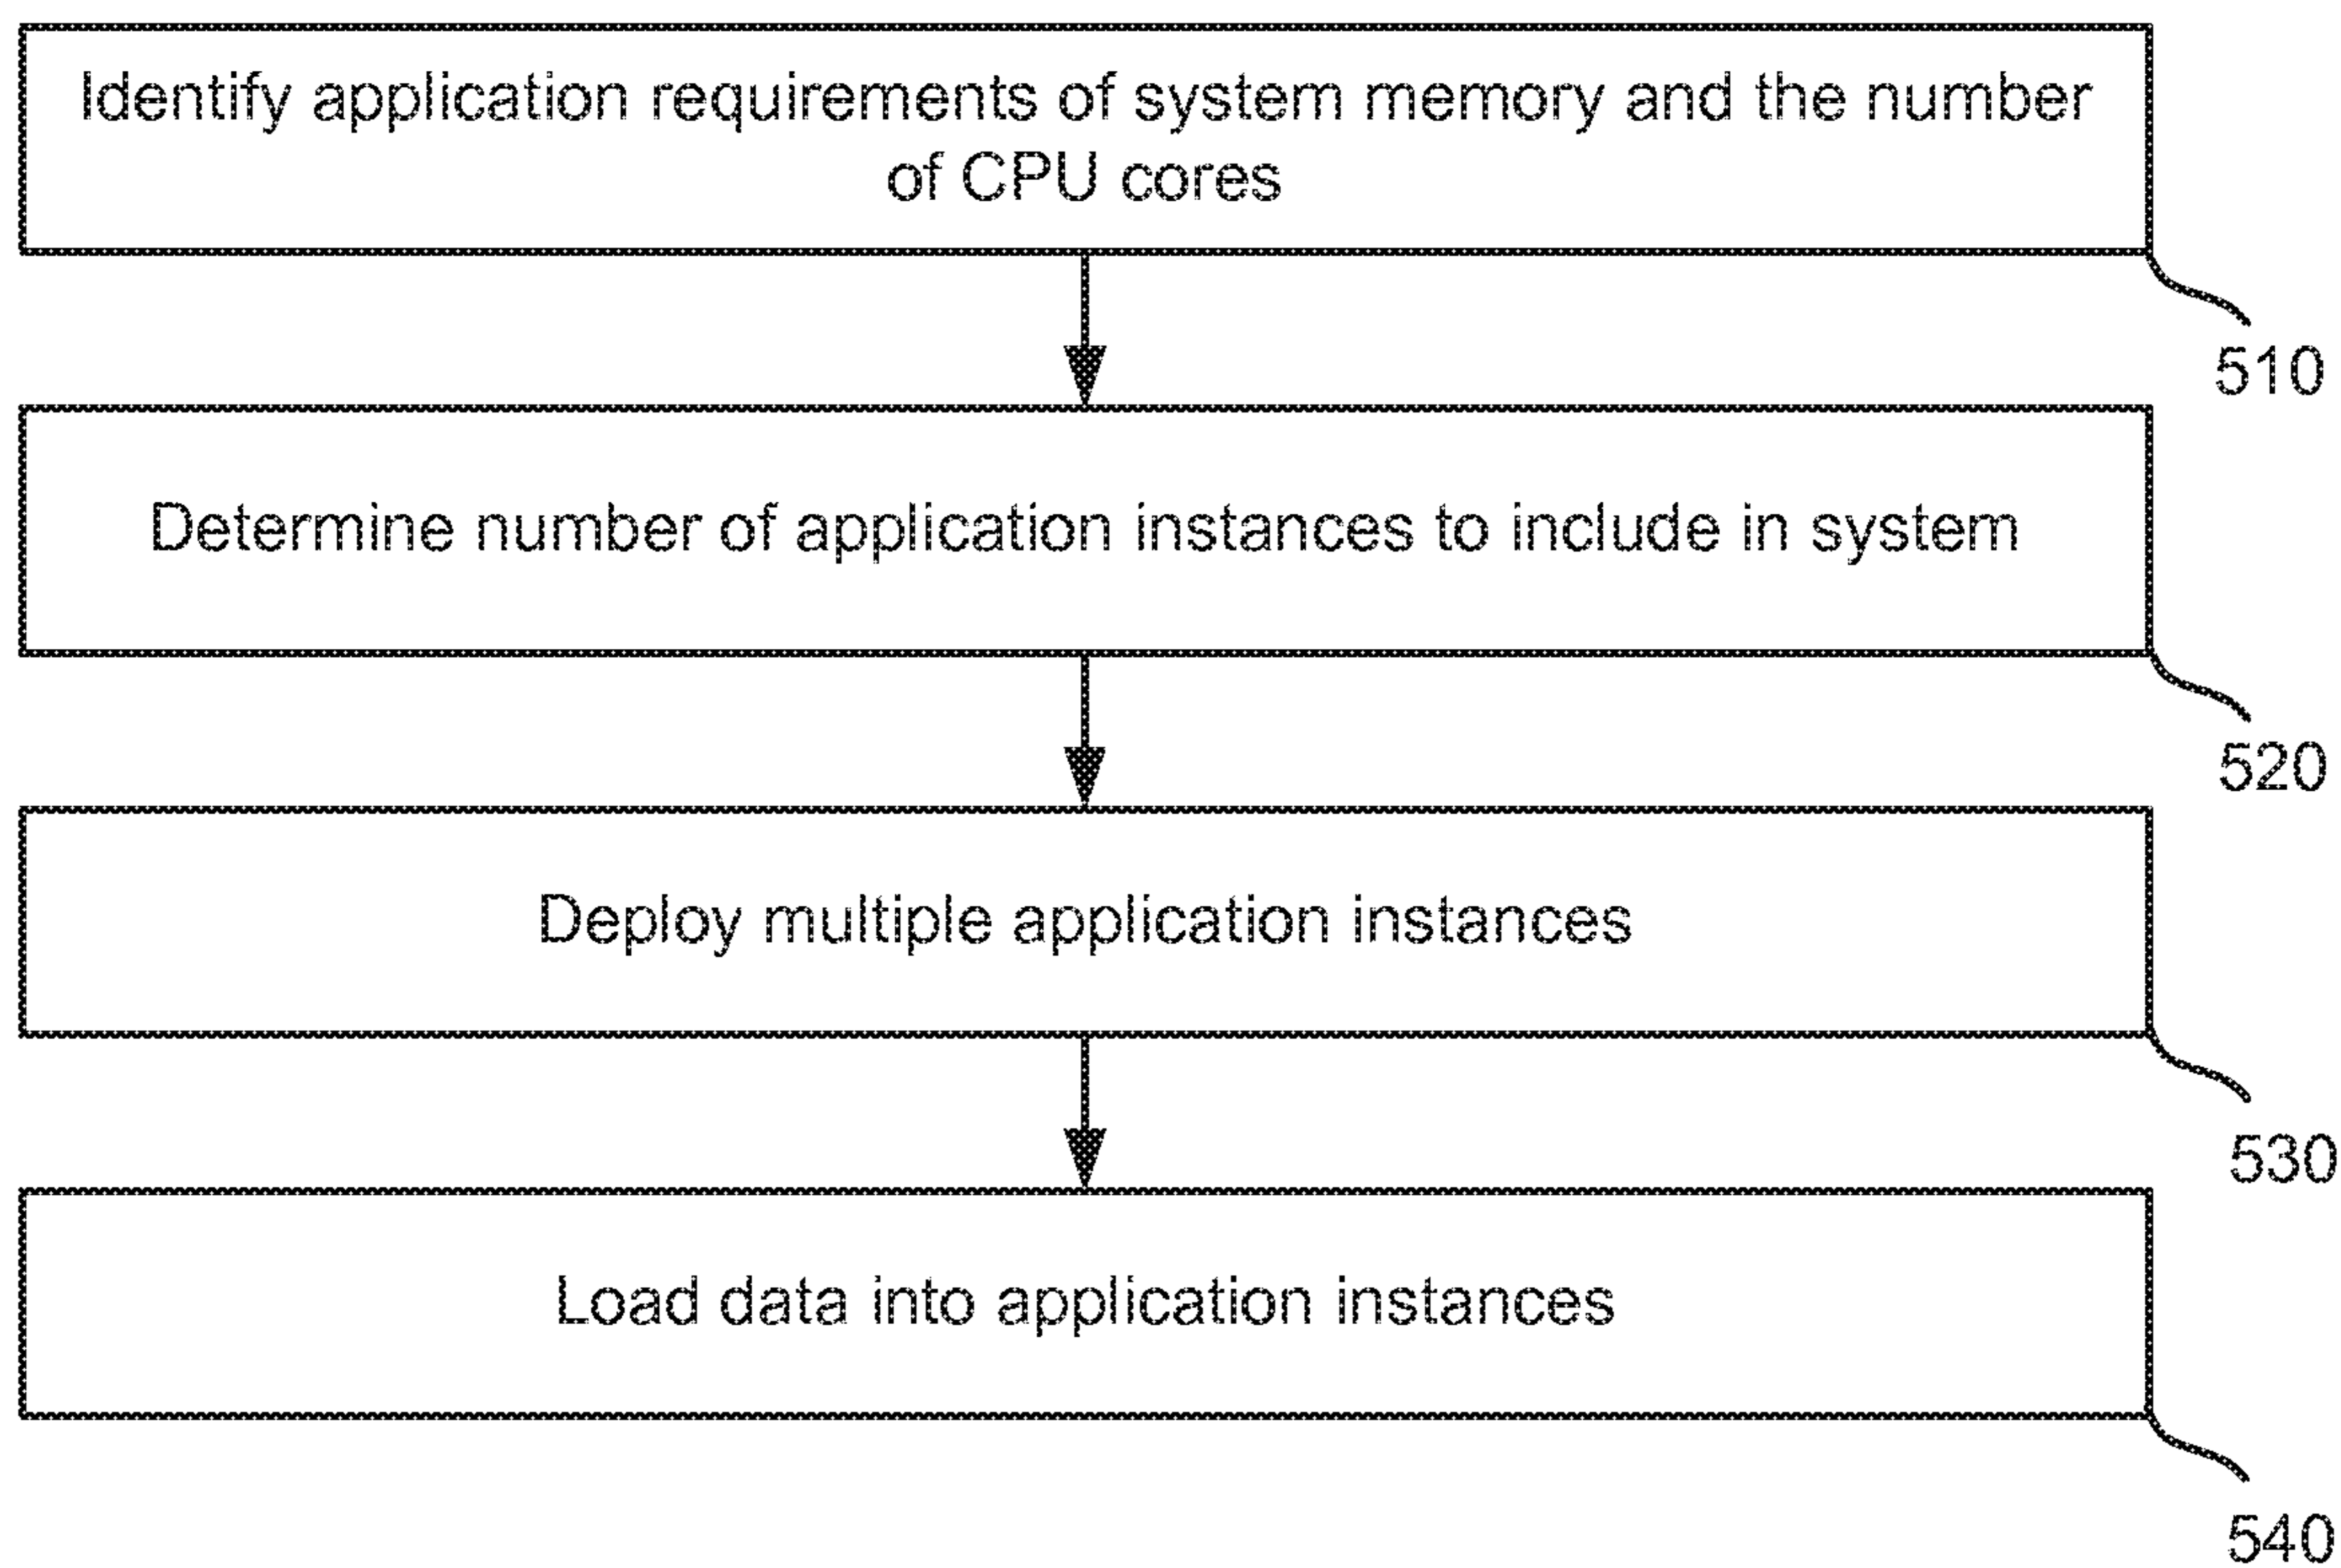 Identify application requirements of system memory and the number
of CPU cores
510
Determine number of application instances to include in system
520
Deploy multiple application instances
530
Load data into application instances
540